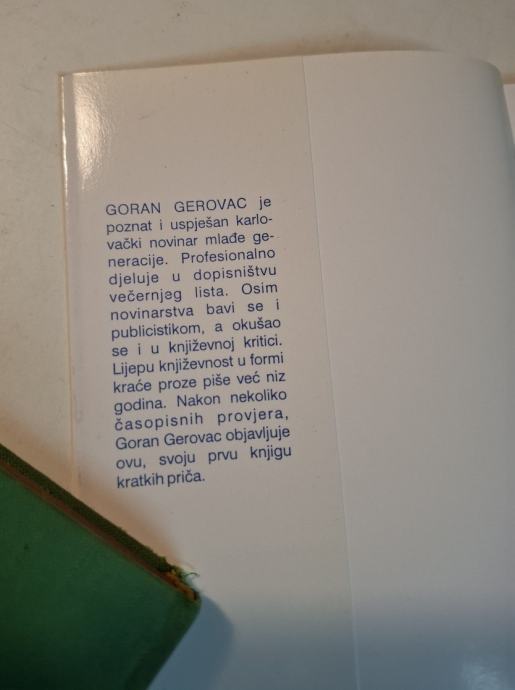 GORAN GEROVAC je
poznat i uspješan karlo-
vački novinar mlađe ge-
neracije. Profesionalno
djeluje u dopisništvu
večernjeg lista. Osim
novinarstva bavi se i
publicistikom, a okušao
se i u književnoj kritici.
Lijepu književnost u formi
kraće proze piše već niz
godina. Nakon nekoliko
časopisnih provjera,
Goran Gerovac objavljuje
ovu, svoju prvu knjigu
kratkih priča.